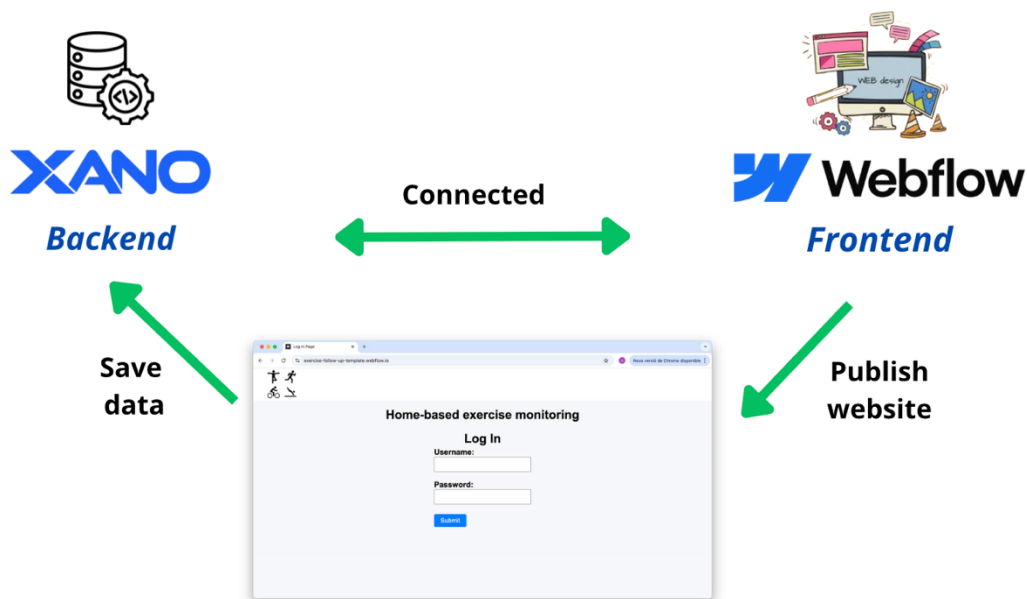 WEB design
XANO
Webflow
Connected
Backend
Frontend
Save
data
Publish
website
Log In Page
exercise-follow-up-template.webflow.io
Nova versió de Chrome disponible
Home-based exercise monitoring
Log In
Username:
Password:
Submit